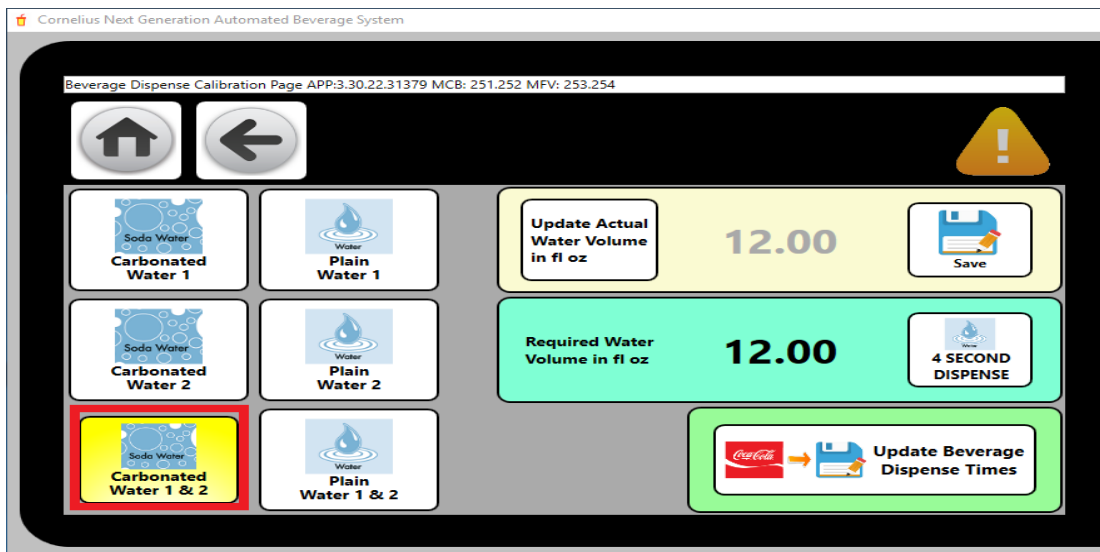 Cornelius Next Generation Automated Beverage System
Beverage Dispense Calibration Page APP:3.30.22.31379 MCB: 251.252 MFV: 253.254
!
Soda Water
Carbonated
Water 1
Water
Plain
Water 1
Update Actual
Water Volume
in fl oz
12.00
Save
Soda Water
Carbonated
Water 2
Water
Plain
Water 2
Required Water
Volume in fl oz
12.00
Water
4 SECOND
DISPENSE
Soda Water
Carbonated
Water 1 & 2
Water
Plain
Water 1 & 2
Coca-Cola
Update Beverage
Dispense Times